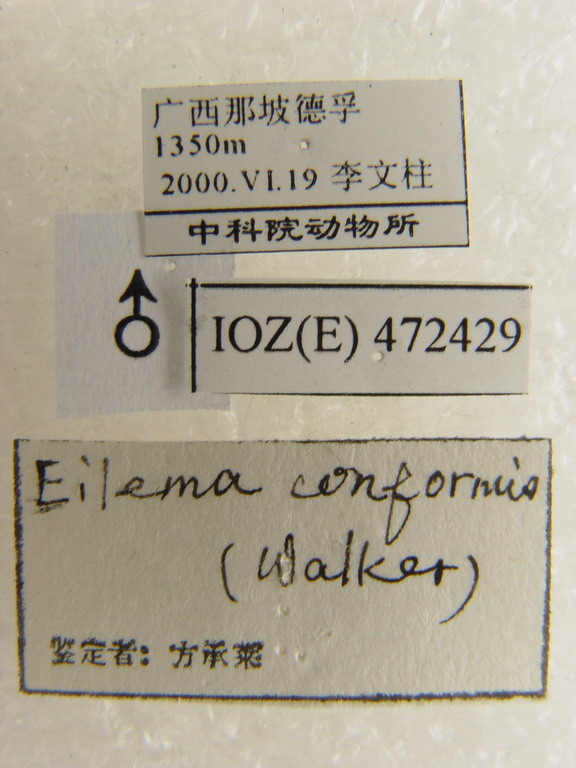 广西那坡德孚
1350m
2000.VI.19 李文柱
中科院动物所
♂
IOZ(E) 472429
Eilema conformis
(Walker)
鉴定者: 方承莱